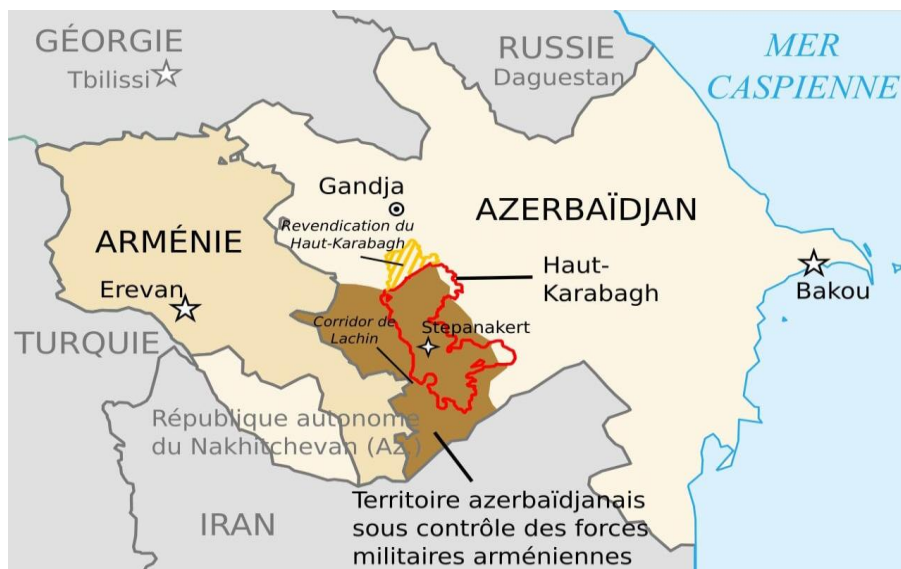 GÉORGIE
Tbilissi
RUSSIE
Daguestan
MER
CASPIENNE
Gandja
AZERBAÏDJAN
Revendication du
Haut-Karabagh
ARMÉNIE
Haut-
Karabagh
Erevan
Bakou
Corridor de
Lachin
Stepanakert
TURQUIE
République autonome
du Nakhitchevan (Az.)
Territoire azerbaïdjanais
sous contrôle des forces
militaires arméniennes
IRAN